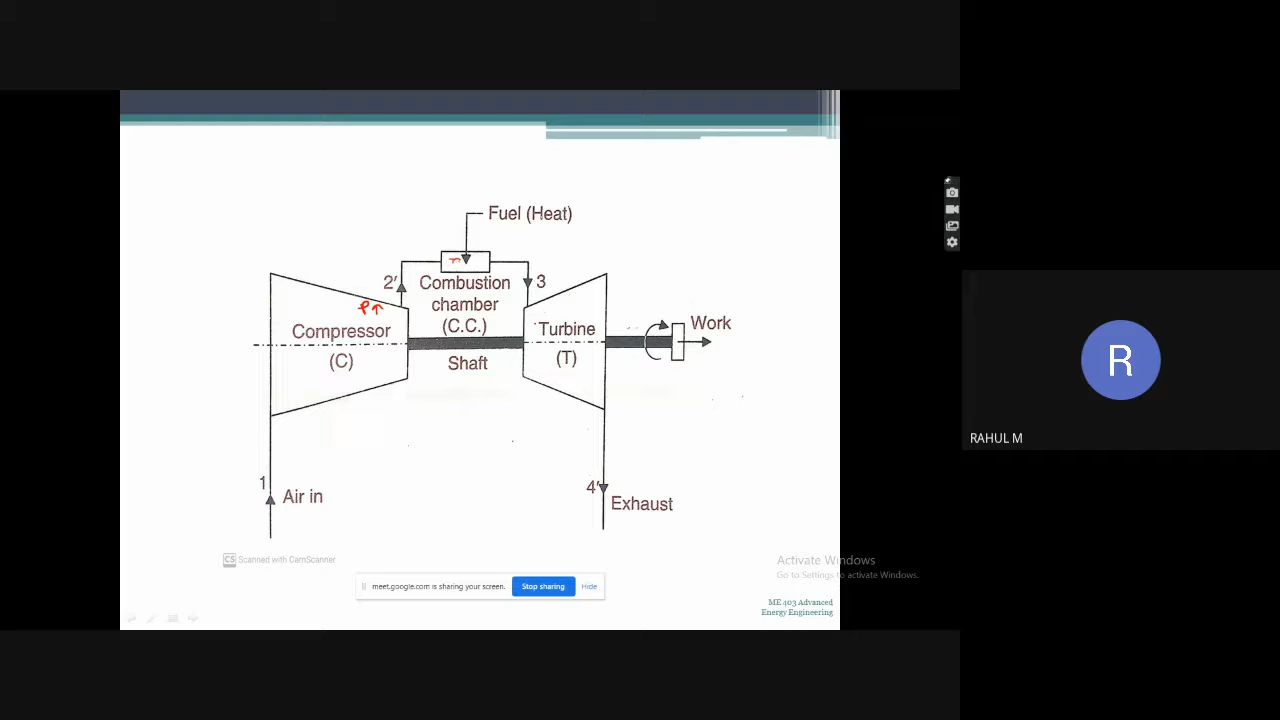 Fuel (Heat)
2′
Combustion
chamber
(C.C.)
3
P↑
Compressor
(C)
Shaft
Turbine
(T)
Work
1
Air in
4′
Exhaust
CS Scanned with CamScanner
meet.google.com is sharing your screen.
Stop sharing
Hide
Activate Windows
Go to Settings to activate Windows.
ME 403 Advanced
Energy Engineering
R
RAHUL M